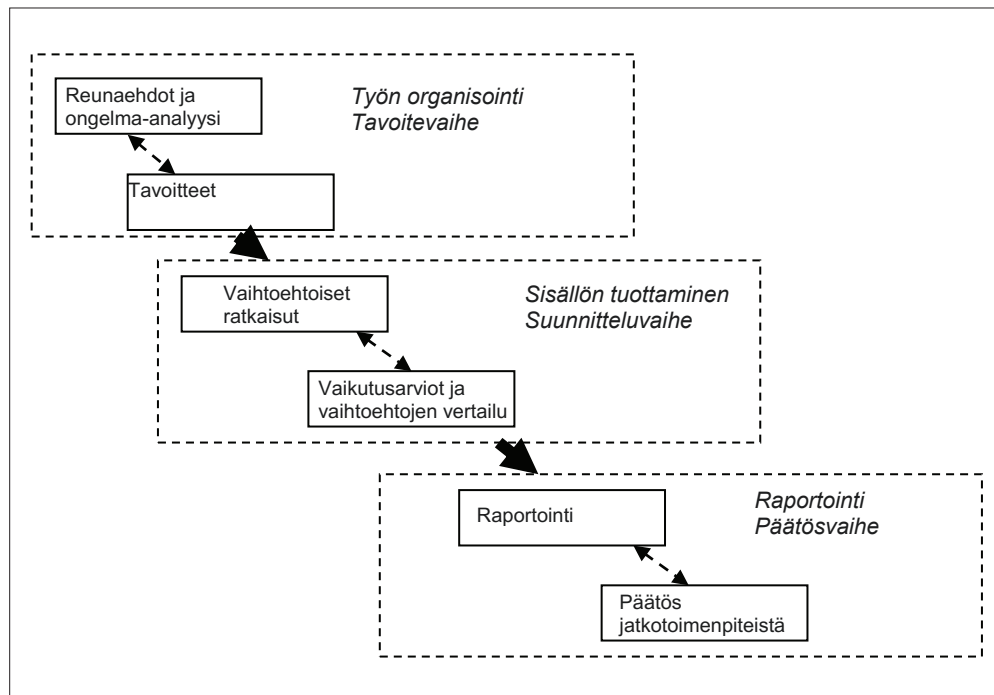 Reunaehdot ja
ongelma-analyysi
Työn organisointi
Tavoitevaihe
Tavoitteet
Vaihtoehtoiset
ratkaisut
Sisällön tuottaminen
Suunnitteluvaihe
Vaikutusarviot ja
vaihtoehtojen vertailu
Raportointi
Raportointi
Päätösvaihe
Päätös
jatkotoimenpiteistä